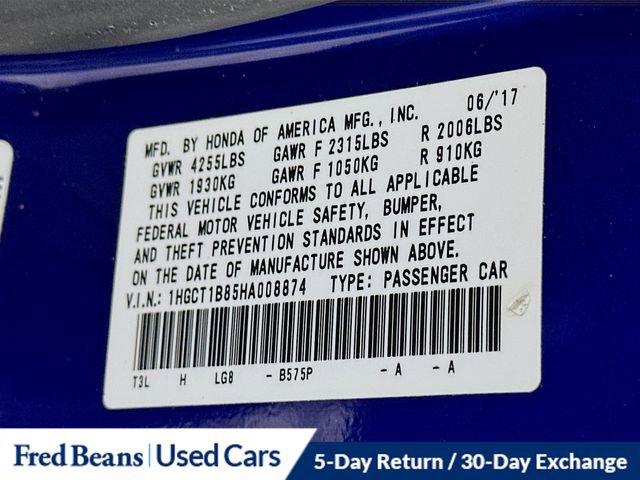 MFD. BY HONDA OF AMERICA MFG., INC. 06/'17
GVWR 4255LBS GAWR F 2315LBS R 2006LBS
GVWR 1930KG GAWR F 1050KG R 910KG
THIS VEHICLE CONFORMS TO ALL APPLICABLE
FEDERAL MOTOR VEHICLE SAFETY, BUMPER,
AND THEFT PREVENTION STANDARDS IN EFFECT
ON THE DATE OF MANUFACTURE SHOWN ABOVE.
V.I.N.: 1HGCT1B85HA008874 TYPE: PASSENGER CAR
T3L H LG8 - B575P - A - A
Fred Beans | Used Cars 5-Day Return / 30-Day Exchange